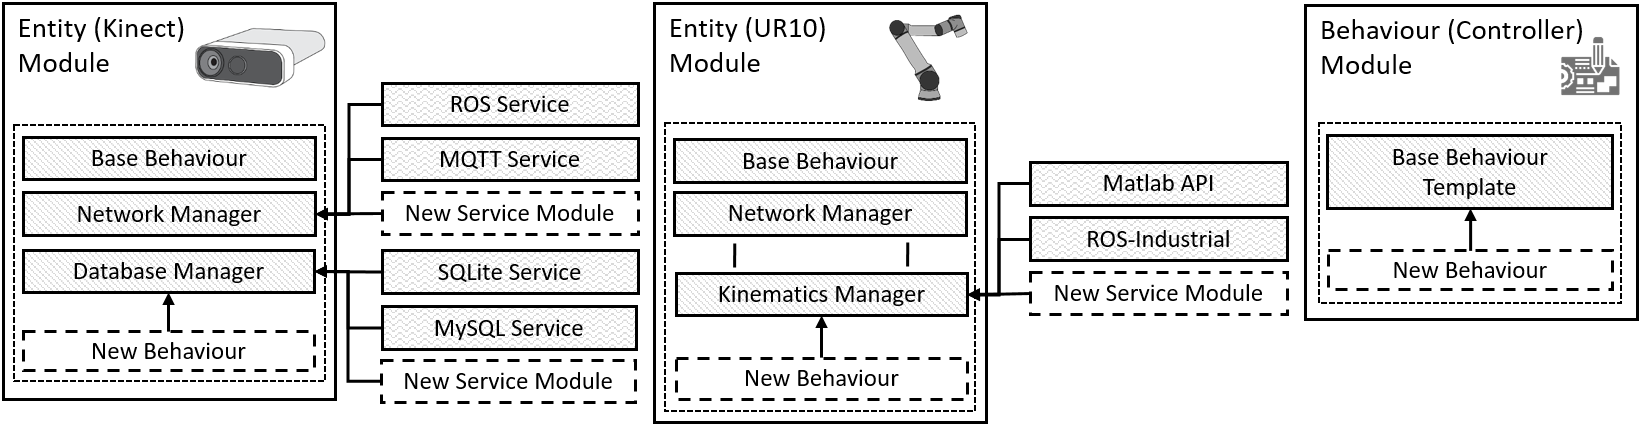 Entity (Kinect)
Module
Base Behaviour
Network Manager
Database Manager
New Behaviour
ROS Service
MQTT Service
New Service Module
SQLite Service
MySQL Service
New Service Module
Entity (UR10)
Module
Base Behaviour
Network Manager
Kinematics Manager
New Behaviour
Matlab API
ROS-Industrial
New Service Module
Behaviour (Controller)
Module
Base Behaviour
Template
New Behaviour